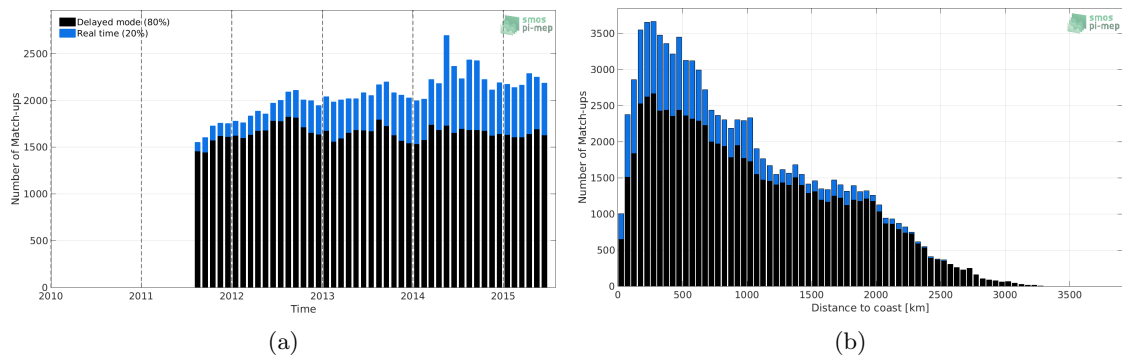 Delayed mode (80%)
Real time (20%)
smos
pi-mep
Number of Match-ups
2500
2000
1500
1000
500
0
2010
2011
2012
2013
2014
2015
Time
(a)
smos
pi-mep
Number of Match-ups
3500
3000
2500
2000
1500
1000
500
0
0
500
1000
1500
2000
2500
3000
3500
Distance to coast [km]
(b)